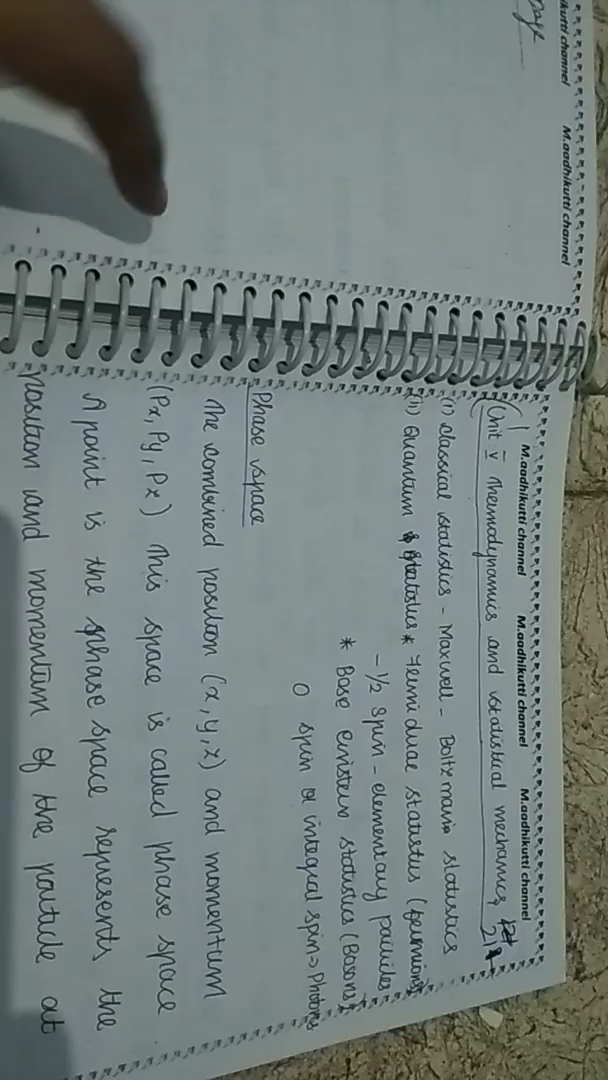 page
M.aadhikutti channel M.aadhikutti channel
M.aadhikutti channel M.aadhikutti channel M.aadhikutti channel
Unit V Thermodynamics and statistical mechanics
(i) classical statistics - Maxwell - Boltzmann statistics
(ii) Quantum statistics * Fermi dirac statistics (fermions)
- 1/2 spin - elementary particles
* Bose einstein statistics (Bosons)
0 spin or integral spin => Photons
Phase space
The combined position (x, y, z) and momentum
(Px, Py, Pz) This space is called phase space
A point is the phase space represents the
position and momentum of the particle at